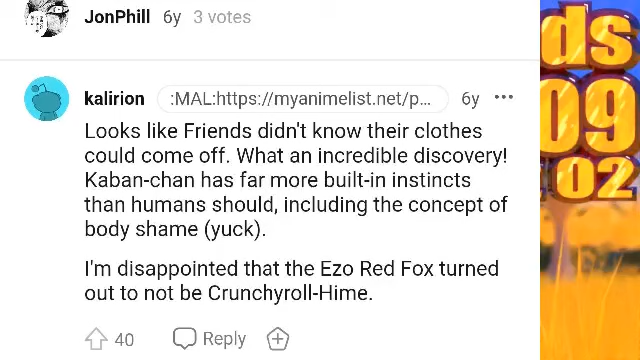 JonPhill 6y 3 votes
kalirion :MAL:https://myanimelist.net/p... 6y ...
Looks like Friends didn't know their clothes
could come off. What an incredible discovery!
Kaban-chan has far more built-in instincts
than humans should, including the concept of
body shame (yuck).
I'm disappointed that the Ezo Red Fox turned
out to not be Crunchyroll-Hime.
40 Reply
ds
09
02